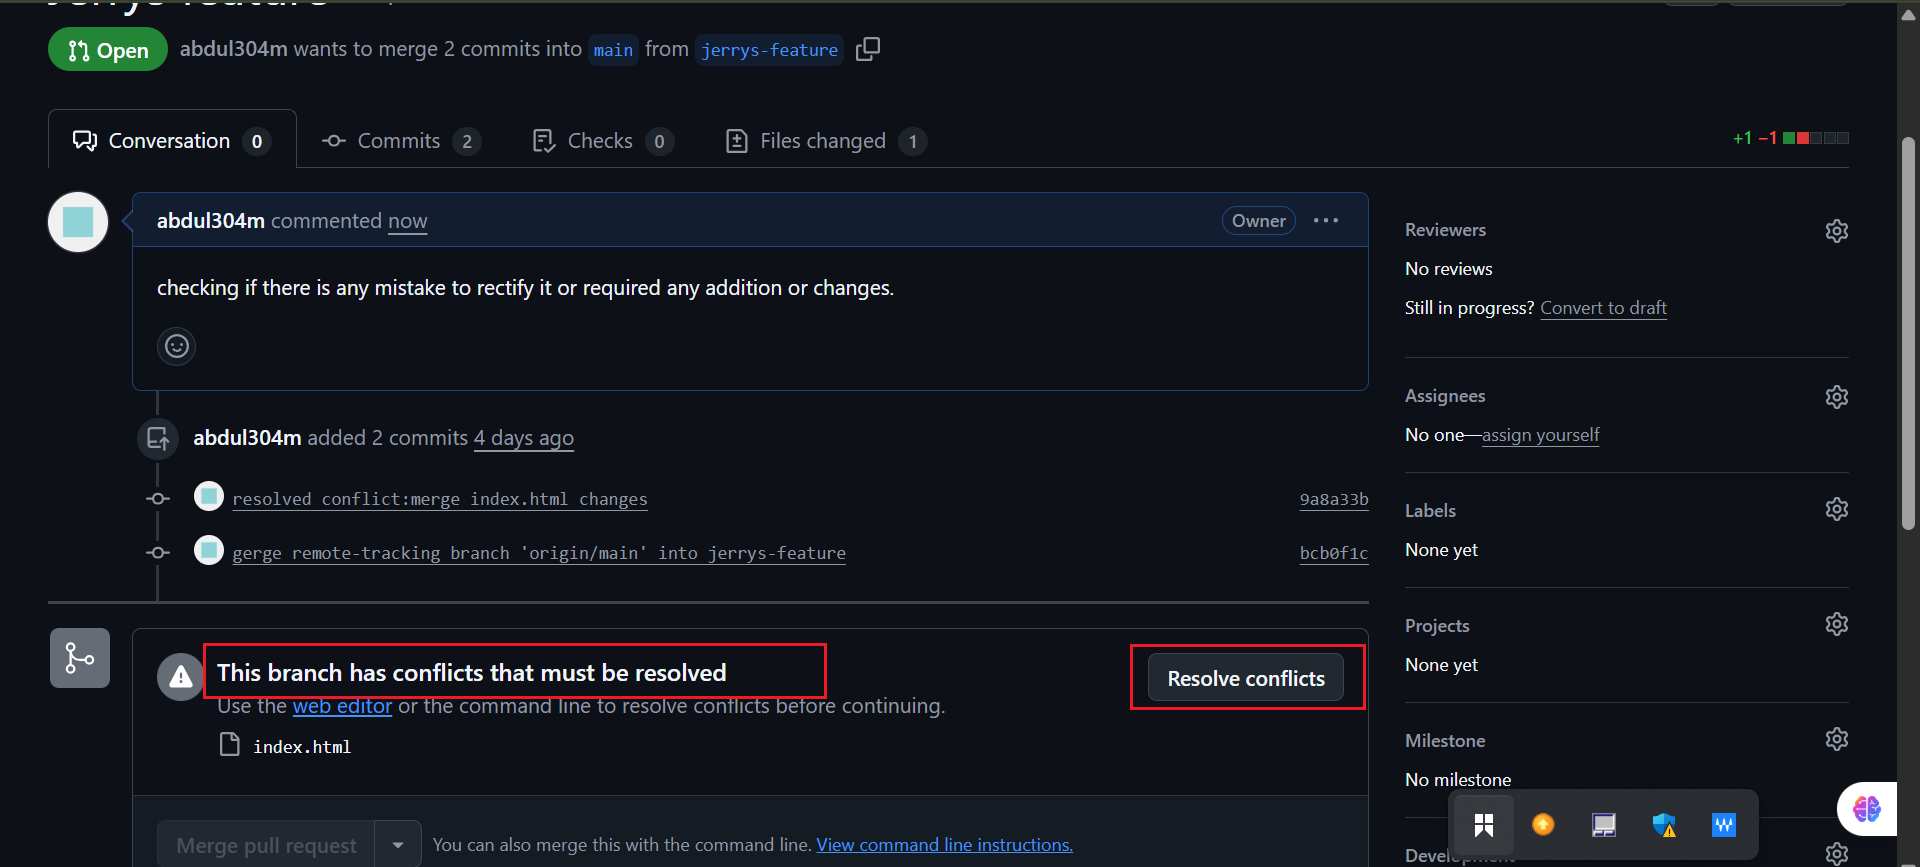 Jerrys feature
Open
abdul304m wants to merge 2 commits into main from jerrys-feature
Conversation 0
Commits 2
Checks 0
Files changed 1
+1 −1
abdul304m commented now
Owner
checking if there is any mistake to rectify it or required any addition or changes.
abdul304m added 2 commits 4 days ago
resolved conflict:merge index.html changes 9a8a33b
gerge remote-tracking branch 'origin/main' into jerrys-feature bcb0f1c
This branch has conflicts that must be resolved
Resolve conflicts
Use the web editor or the command line to resolve conflicts before continuing.
index.html
Merge pull request
You can also merge this with the command line. View command line instructions.
Reviewers
No reviews
Still in progress? Convert to draft
Assignees
No one—assign yourself
Labels
None yet
Projects
None yet
Milestone
No milestone